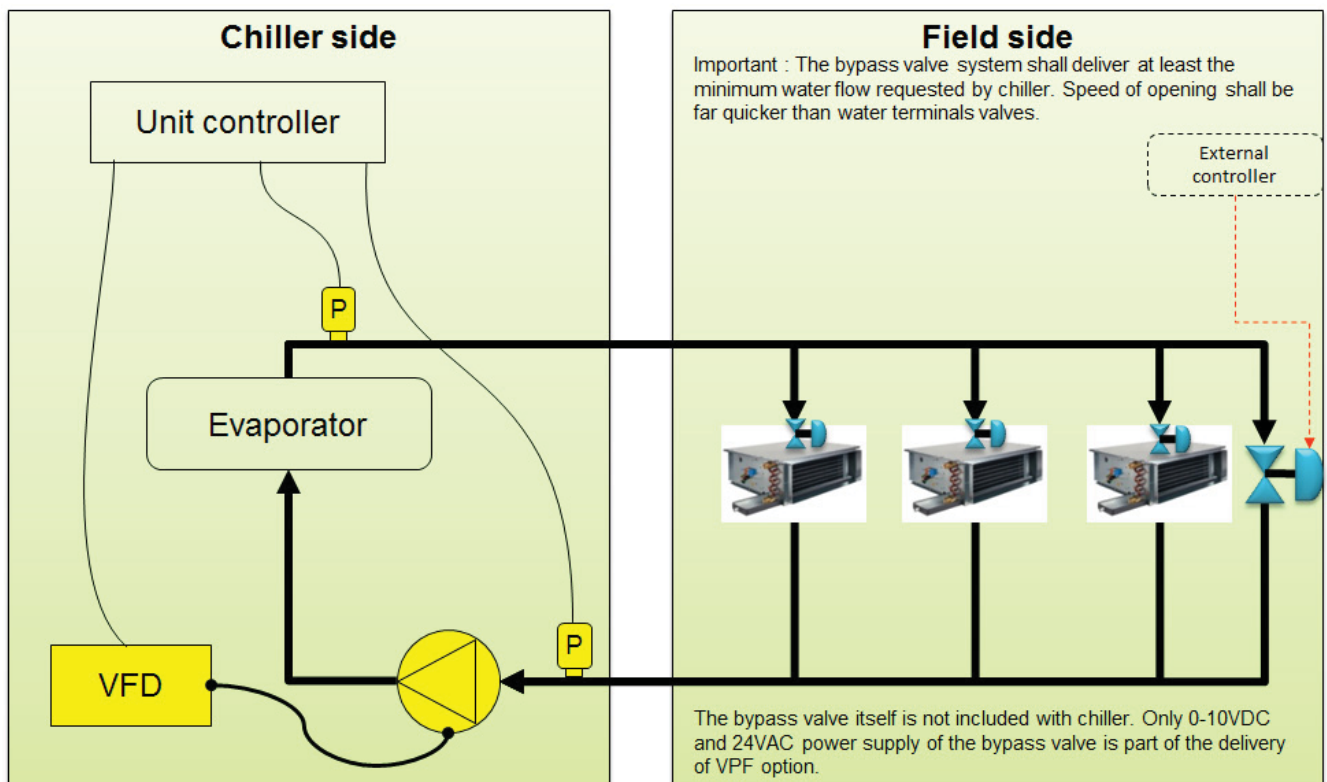 Chiller side
Unit controller
P
Evaporator
P
VFD
Field side
Important : The bypass valve system shall deliver at least the
minimum water flow requested by chiller. Speed of opening shall be
far quicker than water terminals valves.
External
controller
The bypass valve itself is not included with chiller. Only 0-10VDC
and 24VAC power supply of the bypass valve is part of the delivery
of VPF option.